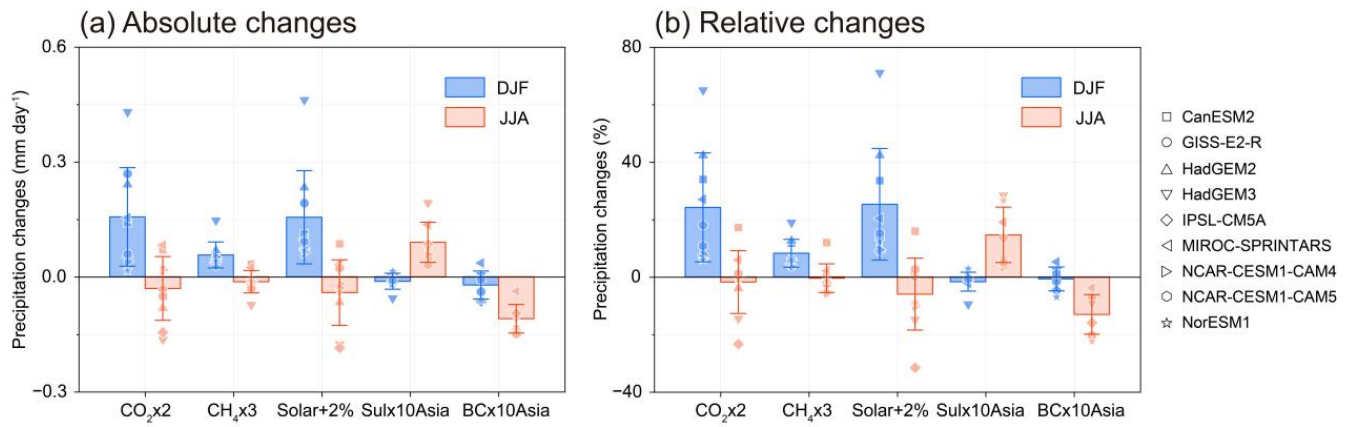 (a) Absolute changes
Precipitation changes (mm day⁻¹)
0.6
0.3
0.0
−0.3
DJF
JJA
CO₂x2
CH₄x3
Solar+2%
Sulx10Asia
BCx10Asia
(b) Relative changes
Precipitation changes (%)
80
40
0
−40
DJF
JJA
CO₂x2
CH₄x3
Solar+2%
Sulx10Asia
BCx10Asia
CanESM2
GISS-E2-R
HadGEM2
HadGEM3
IPSL-CM5A
MIROC-SPRINTARS
NCAR-CESM1-CAM4
NCAR-CESM1-CAM5
NorESM1